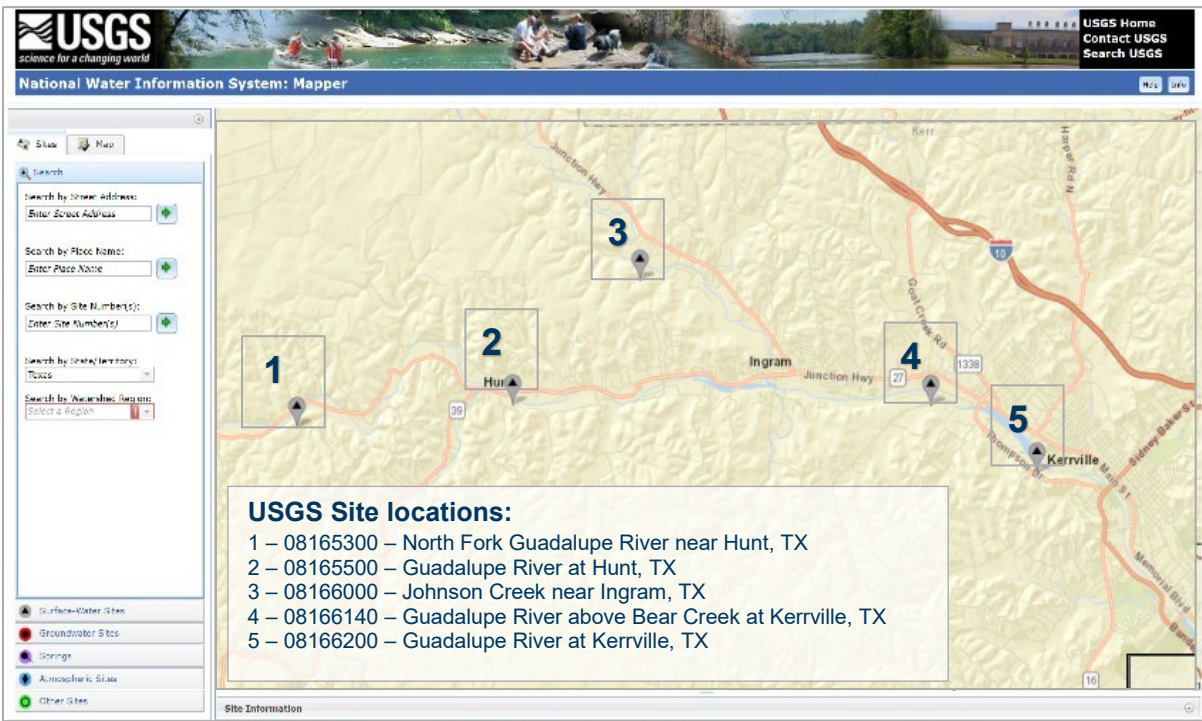 USGS
science for a changing world
USGS Home
Contact USGS
Search USGS
National Water Information System: Mapper
Help
Info
Sites
Map
Search
Search by Street Address:
Enter Street Address
Search by Place Name:
Enter Place Name
Search by Site Number(s):
Enter Site Number(s)
Search by State/Territory:
Texas
Search by Watershed Region:
Select a Region
Surface-Water Sites
Groundwater Sites
Springs
Atmospheric Sites
Other Sites
Kerr
Harper Rd N
Junction Hwy
3
10
2
Goat Creek Rd
1
Hu
Ingram
4
1338
Junction Hwy
27
39
5
Thompson Dr
Kerrville
Main St
Sidney Baker St
Memorial Blvd
16
USGS Site locations:
1 – 08165300 – North Fork Guadalupe River near Hunt, TX
2 – 08165500 – Guadalupe River at Hunt, TX
3 – 08166000 – Johnson Creek near Ingram, TX
4 – 08166140 – Guadalupe River above Bear Creek at Kerrville, TX
5 – 08166200 – Guadalupe River at Kerrville, TX
Site Information